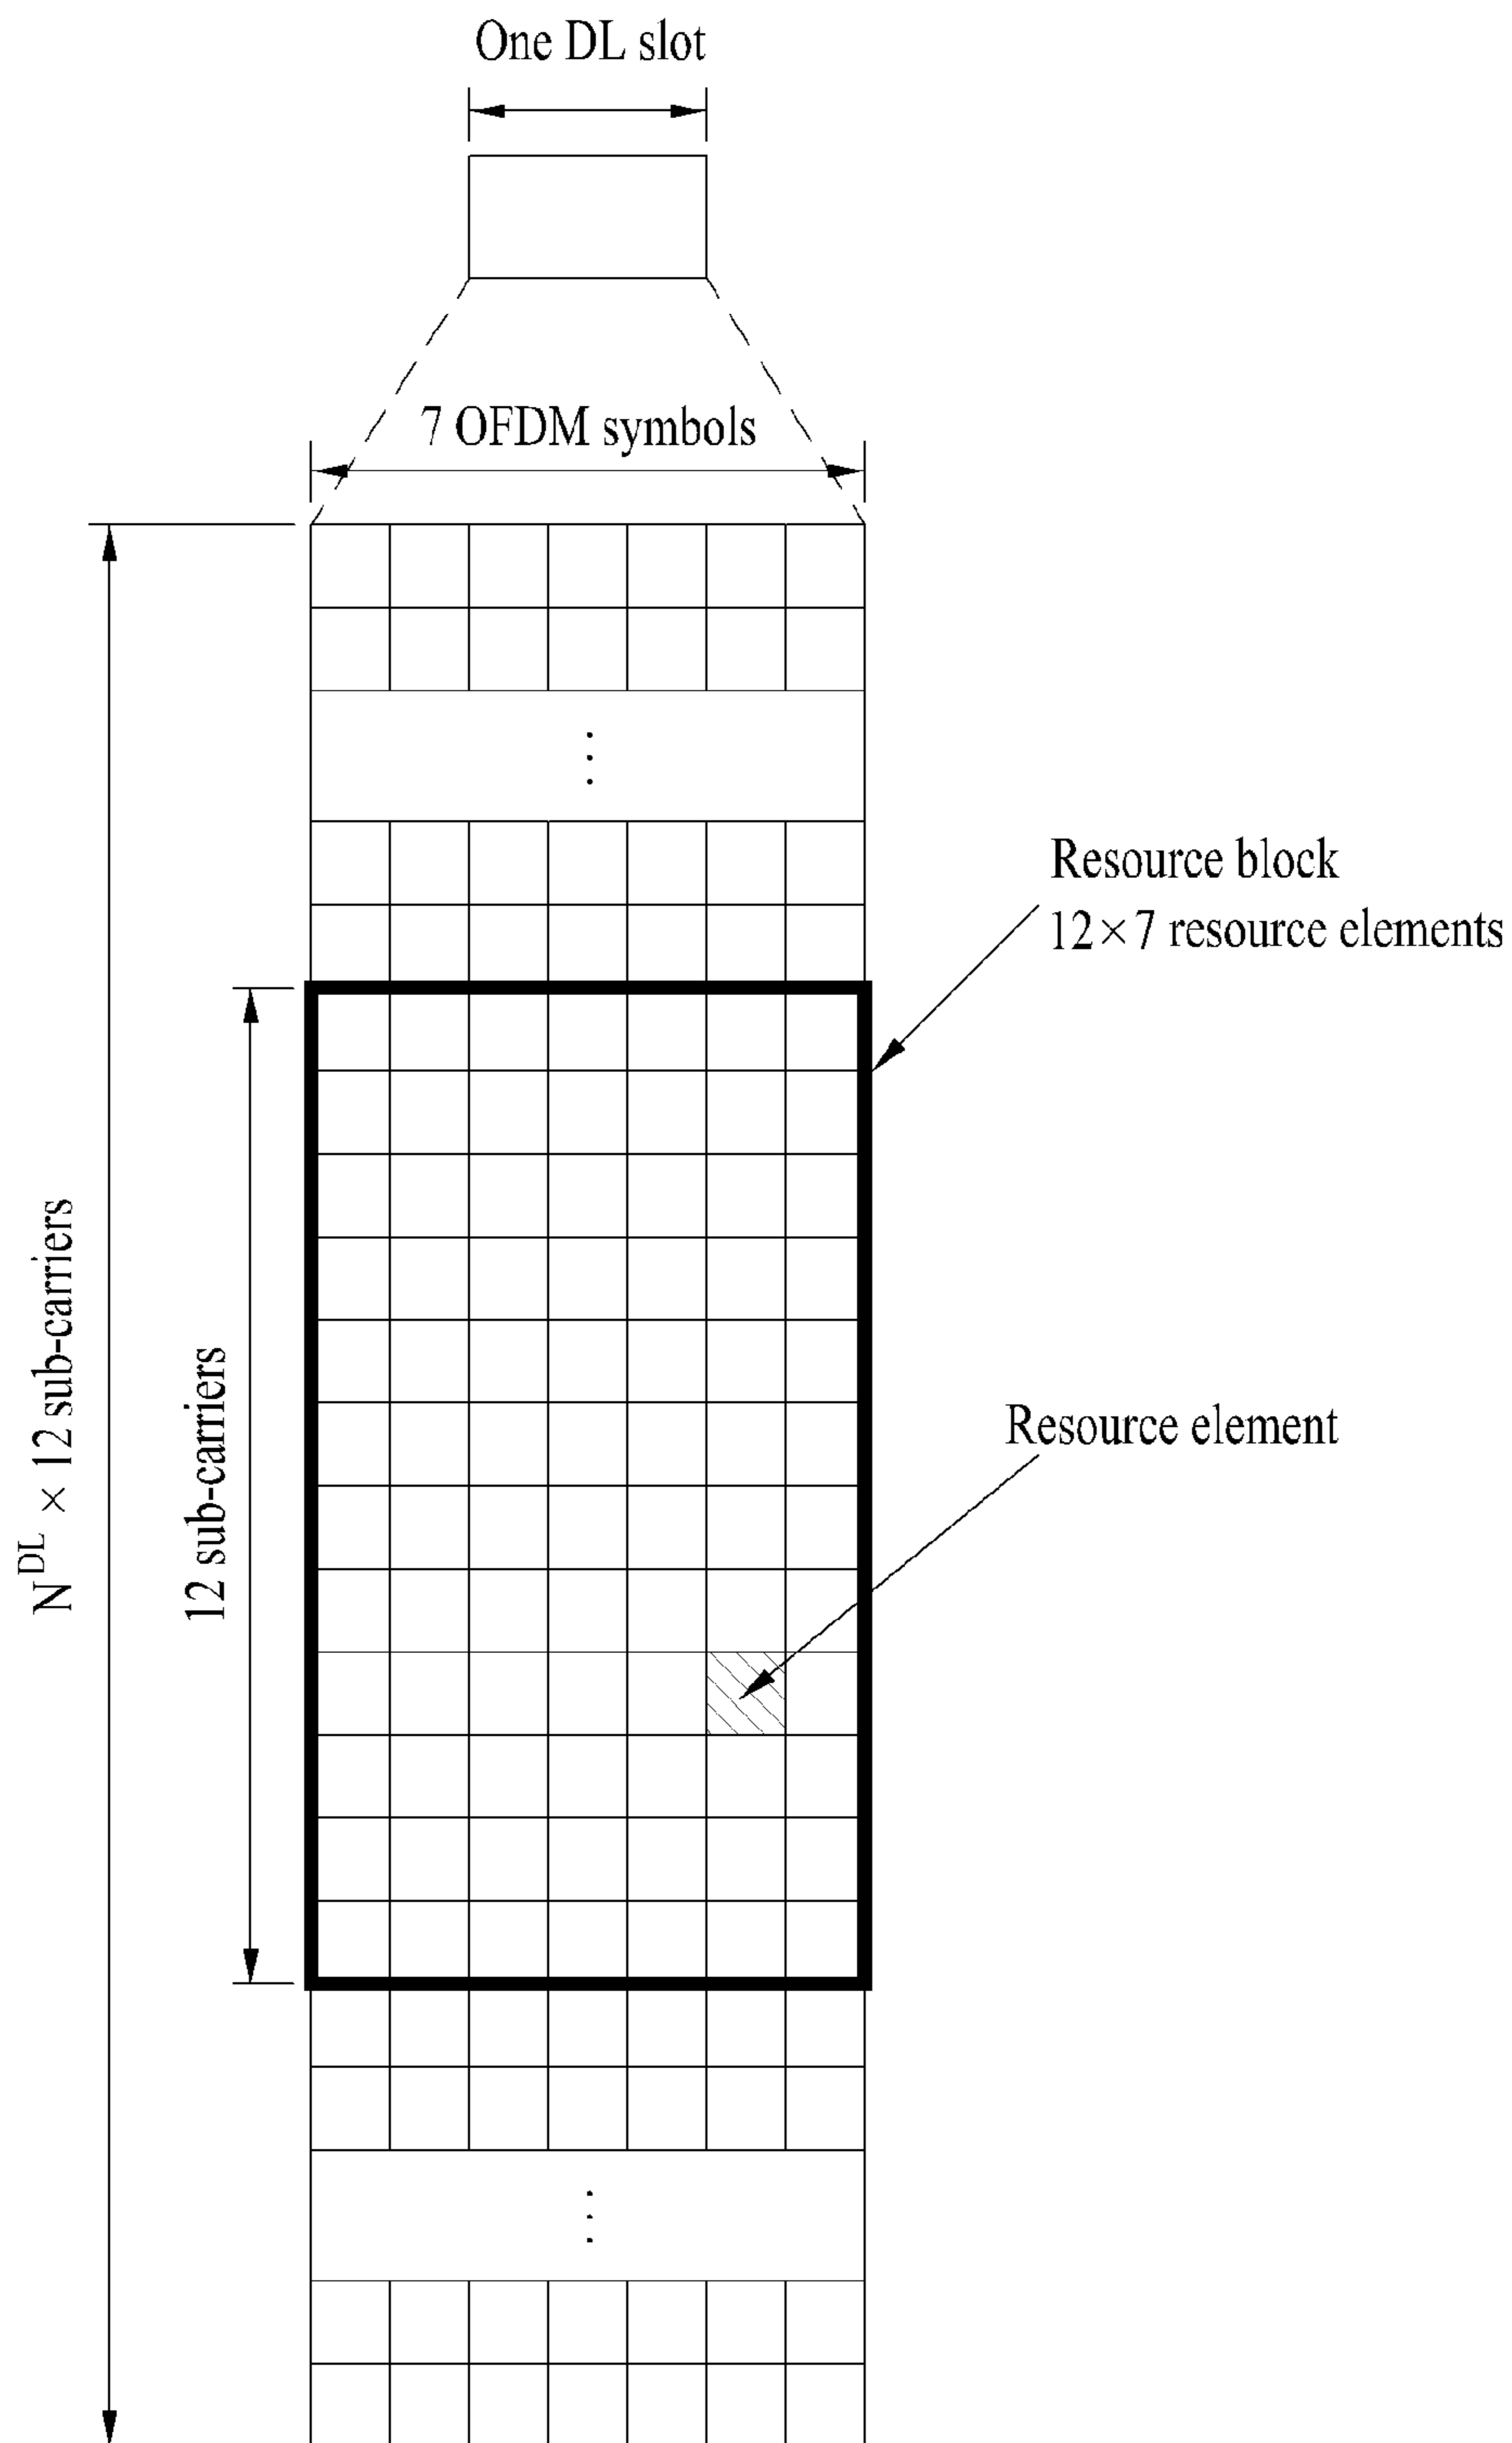 One DL slot
7 OFDM symbols
Resource block
12×7 resource elements
N^DL × 12 sub-carriers
12 sub-carriers
Resource element